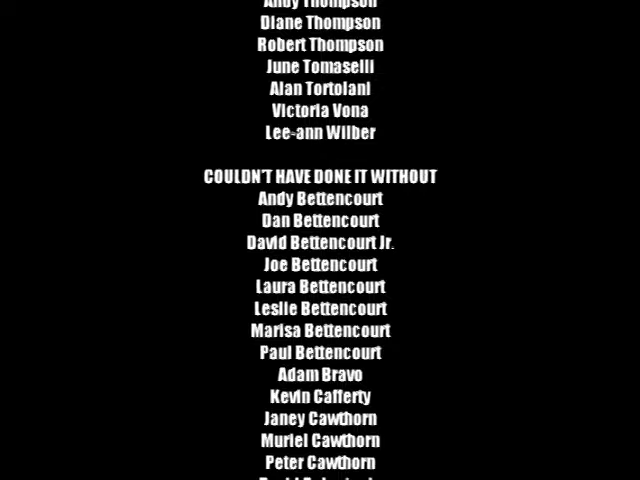 Andy Thompson
Diane Thompson
Robert Thompson
June Tomaselli
Alan Tortolani
Victoria Vona
Lee-ann Wilber
COULDN'T HAVE DONE IT WITHOUT
Andy Bettencourt
Dan Bettencourt
David Bettencourt Jr.
Joe Bettencourt
Laura Bettencourt
Leslie Bettencourt
Marisa Bettencourt
Paul Bettencourt
Adam Bravo
Kevin Cafferty
Janey Cawthorn
Muriel Cawthorn
Peter Cawthorn